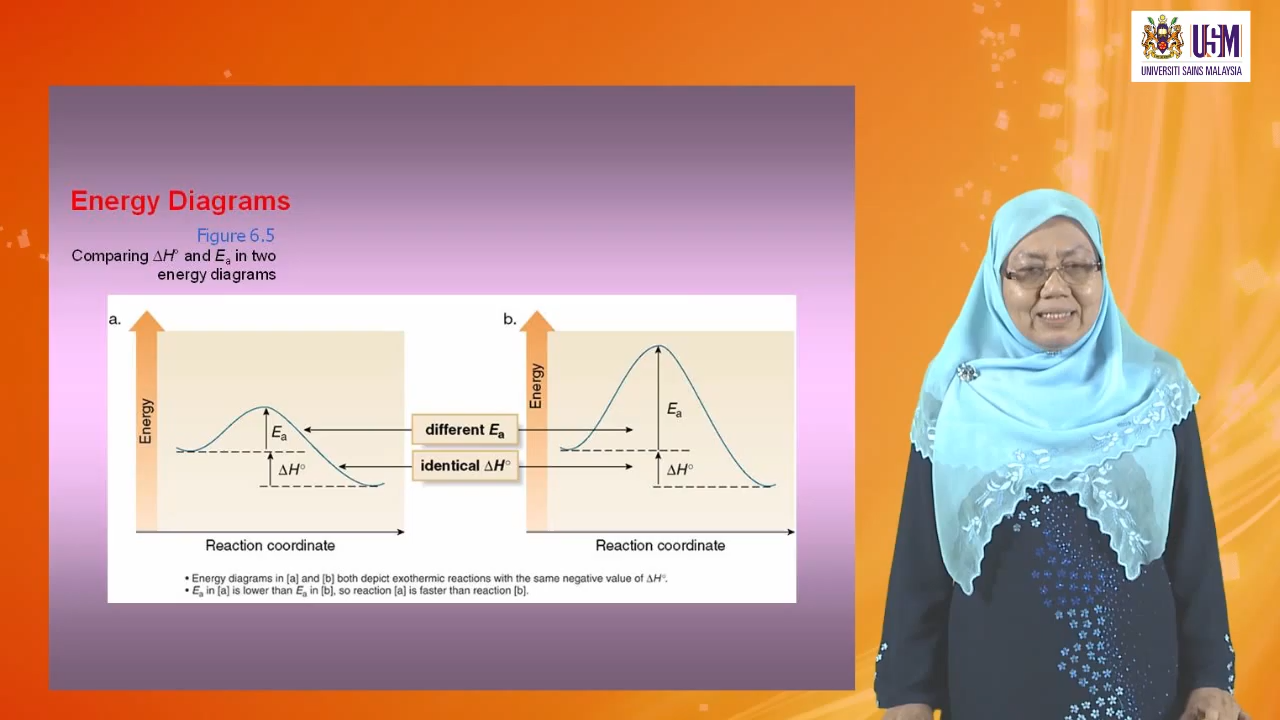 USM
UNIVERSITI SAINS MALAYSIA
Energy Diagrams
Figure 6.5
Comparing ΔH° and Ea in two
energy diagrams
a.
Energy
Ea
ΔH°
Reaction coordinate
different Ea
identical ΔH°
b.
Energy
Ea
ΔH°
Reaction coordinate
• Energy diagrams in [a] and [b] both depict exothermic reactions with the same negative value of ΔH°.
• Ea in [a] is lower than Ea in [b], so reaction [a] is faster than reaction [b].